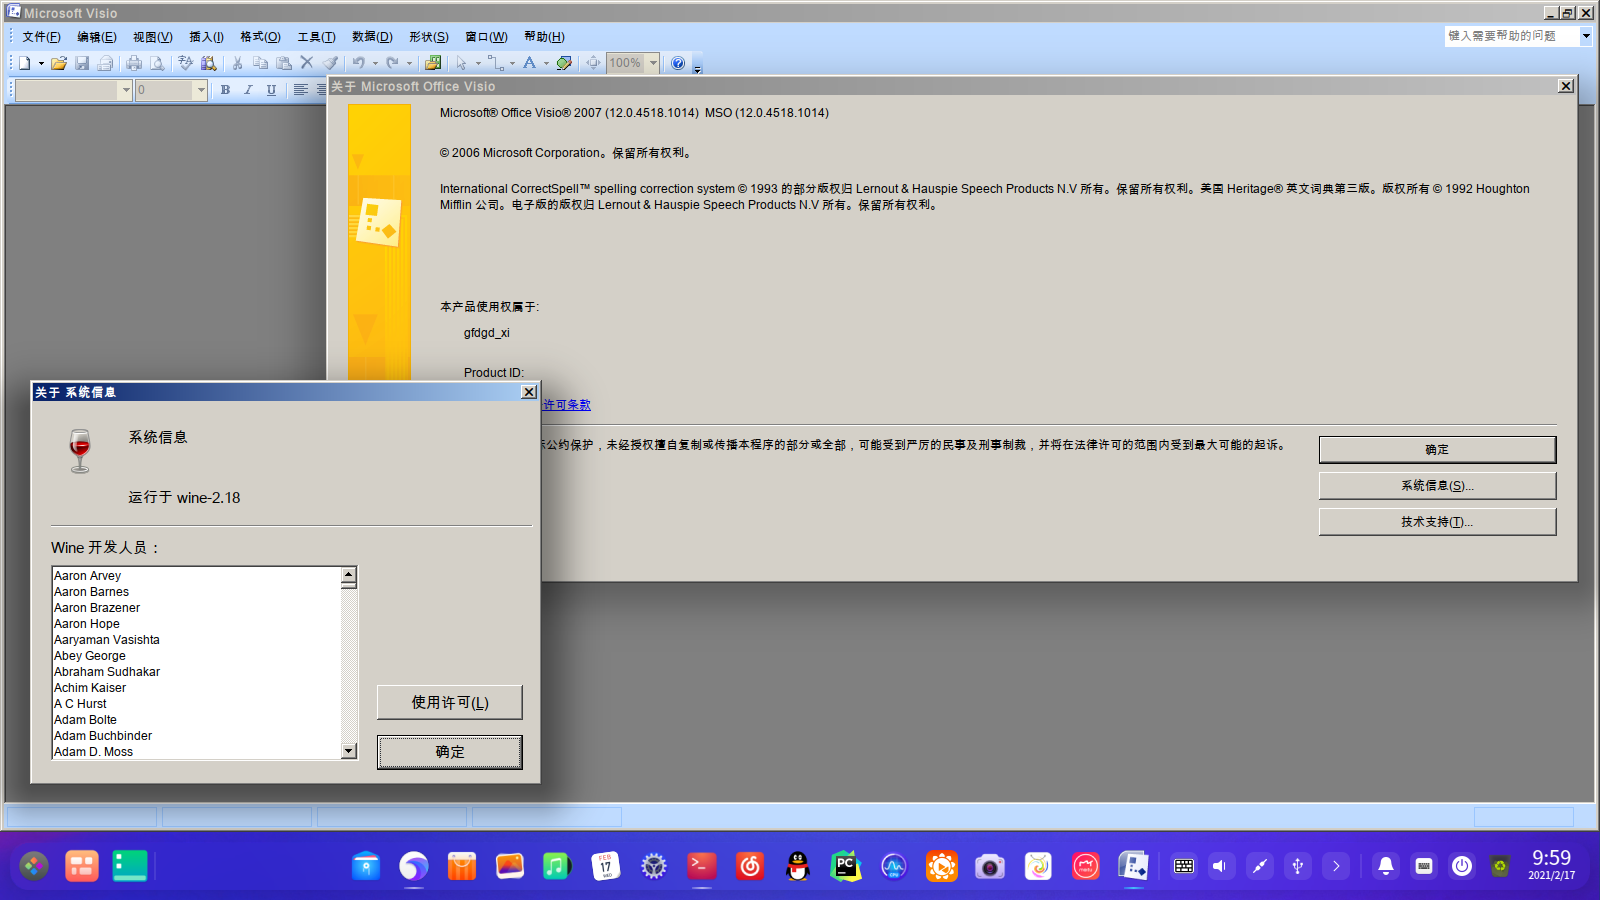 Microsoft Visio
文件(F) 编辑(E) 视图(V) 插入(I) 格式(O) 工具(T) 数据(D) 形状(S) 窗口(W) 帮助(H)
键入需要帮助的问题
100%
0
B I U
关于 Microsoft Office Visio
Microsoft® Office Visio® 2007 (12.0.4518.1014)  MSO (12.0.4518.1014)
© 2006 Microsoft Corporation。保留所有权利。
International CorrectSpell™ spelling correction system © 1993 的部分版权归 Lernout & Hauspie Speech Products N.V 所有。保留所有权利。美国 Heritage® 英文词典第三版。版权所有 © 1992 Houghton
Mifflin 公司。电子版的版权归 Lernout & Hauspie Speech Products N.V 所有。保留所有权利。
本产品使用权属于:
gfdgd_xi
Product ID:
许可条款
公约保护，未经授权擅自复制或传播本程序的部分或全部，可能受到严厉的民事及刑事制裁，并将在法律许可的范围内受到最大可能的起诉。
确定
系统信息(S)...
技术支持(T)...
关于 系统信息
系统信息
运行于 wine-2.18
Wine 开发人员：
Aaron Arvey
Aaron Barnes
Aaron Brazener
Aaron Hope
Aaryaman Vasishta
Abey George
Abraham Sudhakar
Achim Kaiser
A C Hurst
Adam Bolte
Adam Buchbinder
Adam D. Moss
使用许可(L)
确定
FEB
17
PC
9:59
2021/2/17